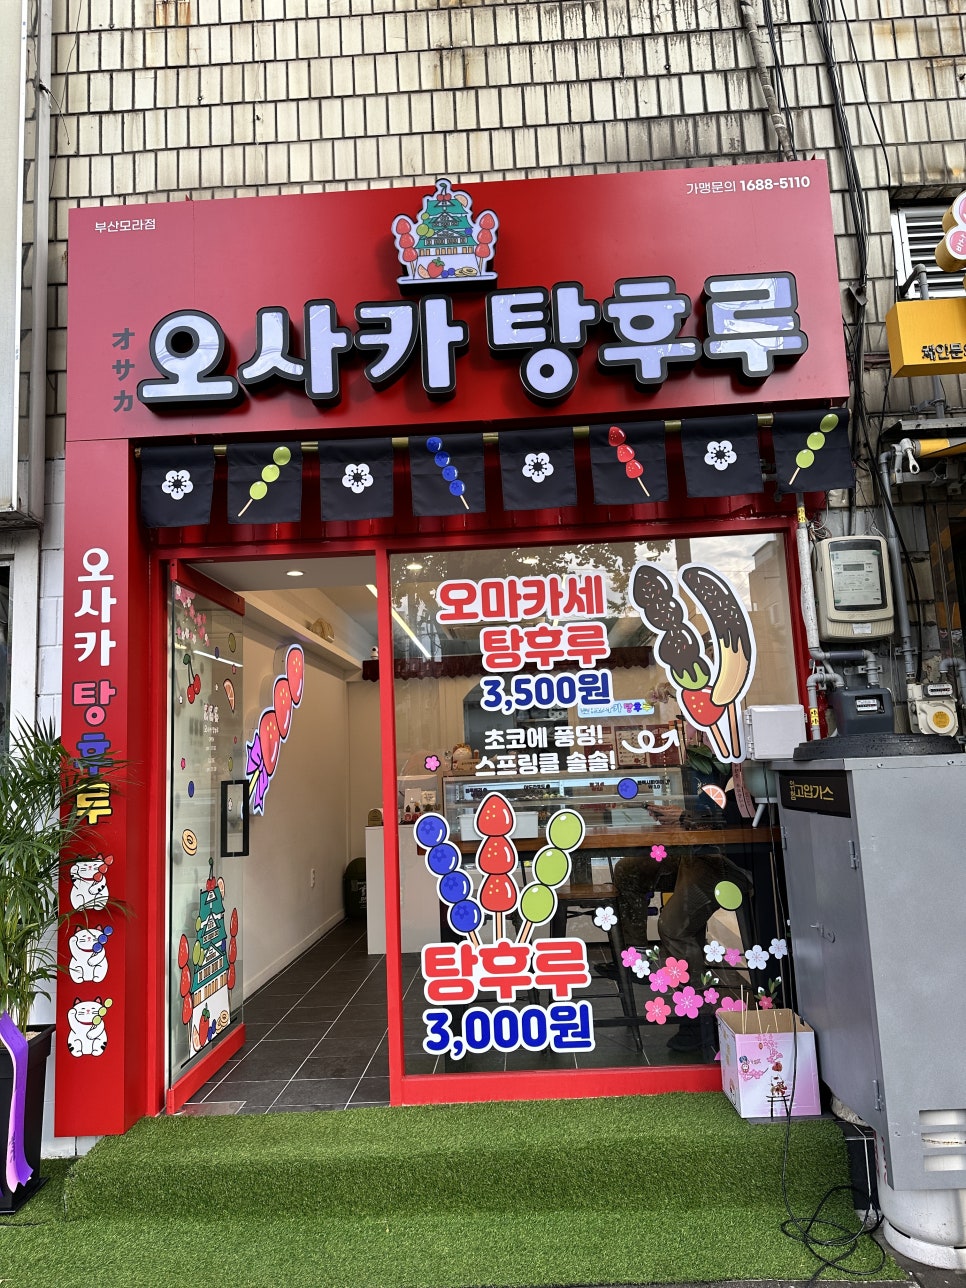 부산모라점
가맹문의 1688-5110
オサカ
오사카 탕후루
오사카 탕후루
오마카세
탕후루
3,500원
초코에 퐁덩!
스프링클 솔솔!
탕후루
3,000원
고압가스